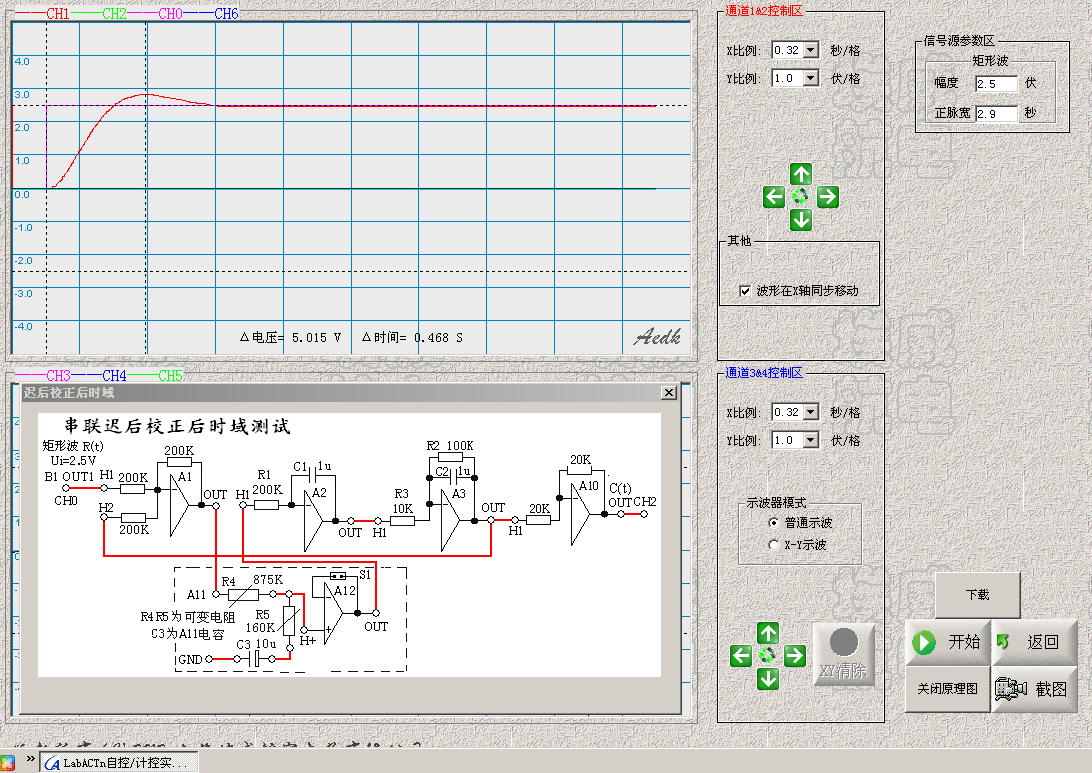 CH1 CH2 CH0 CH6
4.0
3.0
2.0
1.0
0.0
-1.0
-2.0
-3.0
-4.0
△电压= 5.015 V △时间= 0.468 S
Aedk
通道1&2控制区
X比例: 0.32 秒/格
Y比例: 1.0 伏/格
其他
波形在X轴同步移动
信号源参数区
矩形波
幅度 2.5 伏
正脉宽 2.9 秒
CH3 CH4 CH5
迟后校正后时域
串联迟后校正后时域测试
矩形波 R(t)
Ui=2.5V
B1 OUT1 H1 200K
CH0
200K
A1
OUT
H2
200K
H1
R1
200K
C1 1u
A2
OUT
H1
R3
10K
R2 100K
C2 1u
A3
OUT
H1
20K
20K
A10
C(t)
OUT CH2
A11
R4 875K
R4 R5为可变电阻
C3为A11电容
R5
160K
C3 10u
GND
H+
S1
A12
OUT
通道3&4控制区
X比例: 0.32 秒/格
Y比例: 1.0 伏/格
示波器模式
普通示波
X-Y示波
XY清除
下载
开始
返回
关闭原理图
截图
LabACTn自控/计控实...